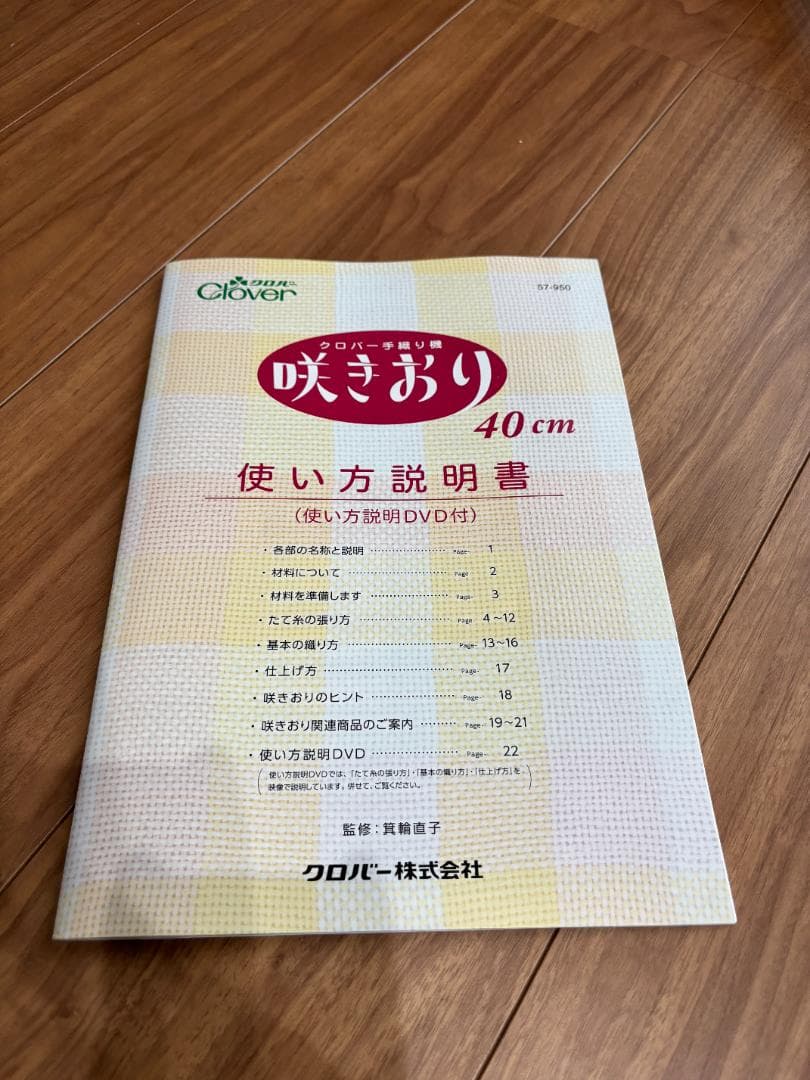 クロバー
Clover
57-950
クロバー手織り機
咲きおり
40cm
使い方説明書
(使い方説明DVD付)
・各部の名称と説明 ………………… Page- 1
・材料について ………………… Page 2
・材料を準備します ………………… Page- 3
・たて糸の張り方 ………………… Page 4～12
・基本の織り方 ………………… Page- 13~16
・仕上げ方 ………………… Page- 17
・咲きおりのヒント ………………… Page- 18
・咲きおり関連商品のご案内 ……… Page- 19～21
・使い方説明DVD ………………… Page- 22
(使い方説明DVDでは、「たて糸の張り方」・「基本の織り方」・「仕上げ方」を
映像で説明しています。併せて、ご覧ください。)
監修：箕輪直子
クロバー株式会社